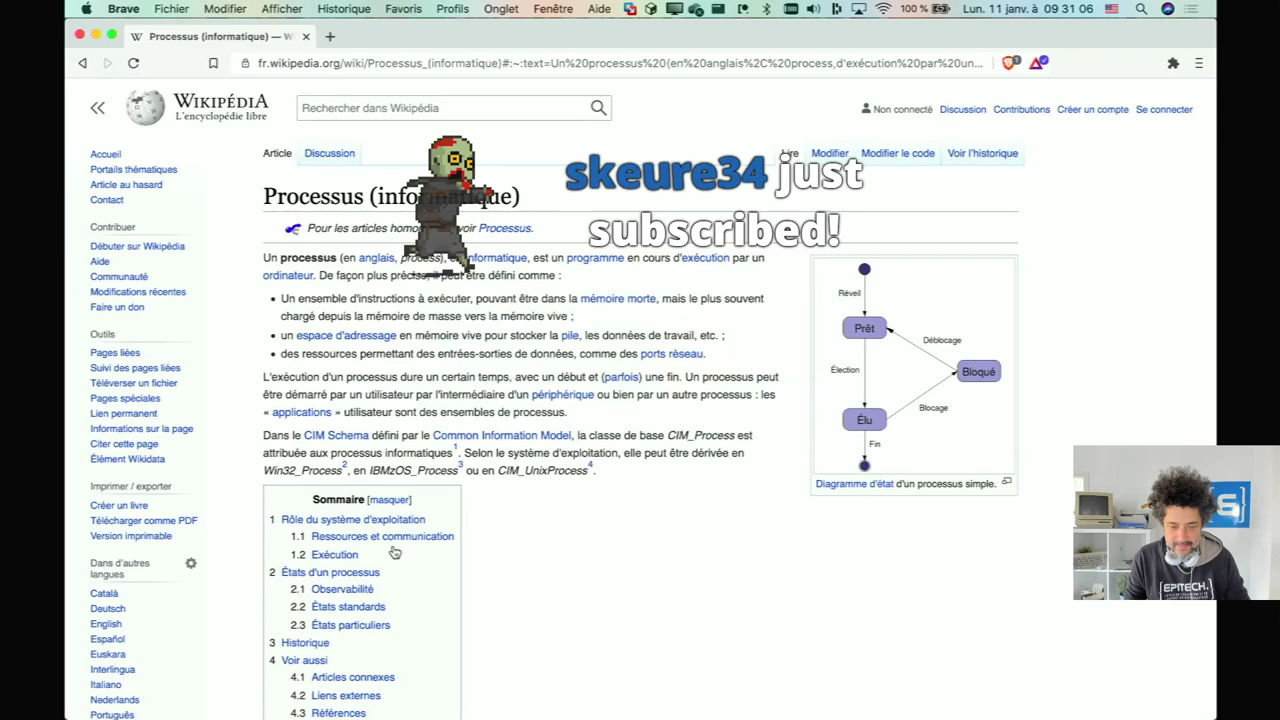 Brave Fichier Modifier Afficher Historique Favoris Profils Onglet Fenêtre Aide 100 % Lun. 11 janv. à 09 31 06
Processus (informatique) — W
fr.wikipedia.org/wiki/Processus_(informatique)#:~:text=Un%20processus%20(en%20anglais%2C%20process,d'exécution%20par%20un...
WIKIPÉDIA
L'encyclopédie libre
Rechercher dans Wikipédia
Non connecté Discussion Contributions Créer un compte Se connecter
Article Discussion
Lire Modifier Modifier le code Voir l'historique
skeure34 just
subscribed!
Accueil
Portails thématiques
Article au hasard
Contact
Contribuer
Débuter sur Wikipédia
Aide
Communauté
Modifications récentes
Faire un don
Outils
Pages liées
Suivi des pages liées
Téléverser un fichier
Pages spéciales
Lien permanent
Informations sur la page
Citer cette page
Élément Wikidata
Imprimer / exporter
Créer un livre
Télécharger comme PDF
Version imprimable
Dans d'autres
langues
Català
Deutsch
English
Español
Euskara
Interlingua
Italiano
Nederlands
Português
Processus (informatique)
Pour les articles homo voir Processus.
Un processus (en anglais, process), en informatique, est un programme en cours d'exécution par un
ordinateur. De façon plus précise, il peut être défini comme :
• Un ensemble d'instructions à exécuter, pouvant être dans la mémoire morte, mais le plus souvent
chargé depuis la mémoire de masse vers la mémoire vive ;
• un espace d'adressage en mémoire vive pour stocker la pile, les données de travail, etc. ;
• des ressources permettant des entrées-sorties de données, comme des ports réseau.
L'exécution d'un processus dure un certain temps, avec un début et (parfois) une fin. Un processus peut
être démarré par un utilisateur par l'intermédiaire d'un périphérique ou bien par un autre processus : les
« applications » utilisateur sont des ensembles de processus.
Dans le CIM Schema défini par le Common Information Model, la classe de base CIM_Process est
attribuée aux processus informatiques1. Selon le système d'exploitation, elle peut être dérivée en
Win32_Process2, en IBMzOS_Process3 ou en CIM_UnixProcess4.
Sommaire [masquer]
1 Rôle du système d'exploitation
1.1 Ressources et communication
1.2 Exécution
2 États d'un processus
2.1 Observabilité
2.2 États standards
2.3 États particuliers
3 Historique
4 Voir aussi
4.1 Articles connexes
4.2 Liens externes
4.3 Références
Réveil
Prêt
Déblocage
Élection
Bloqué
Blocage
Élu
Fin
Diagramme d'état d'un processus simple.
{EPITECH.}